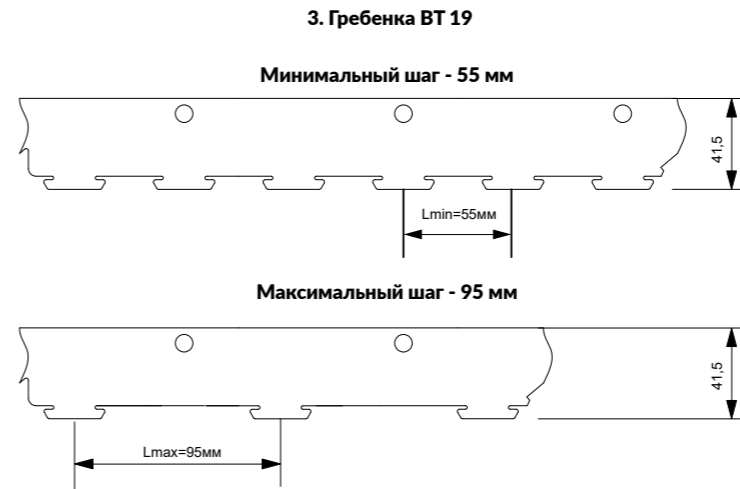 3. Гребенка ВТ 19
Минимальный шаг - 55 мм
41,5
Lmin=55мм
Максимальный шаг - 95 мм
41,5
Lmax=95мм